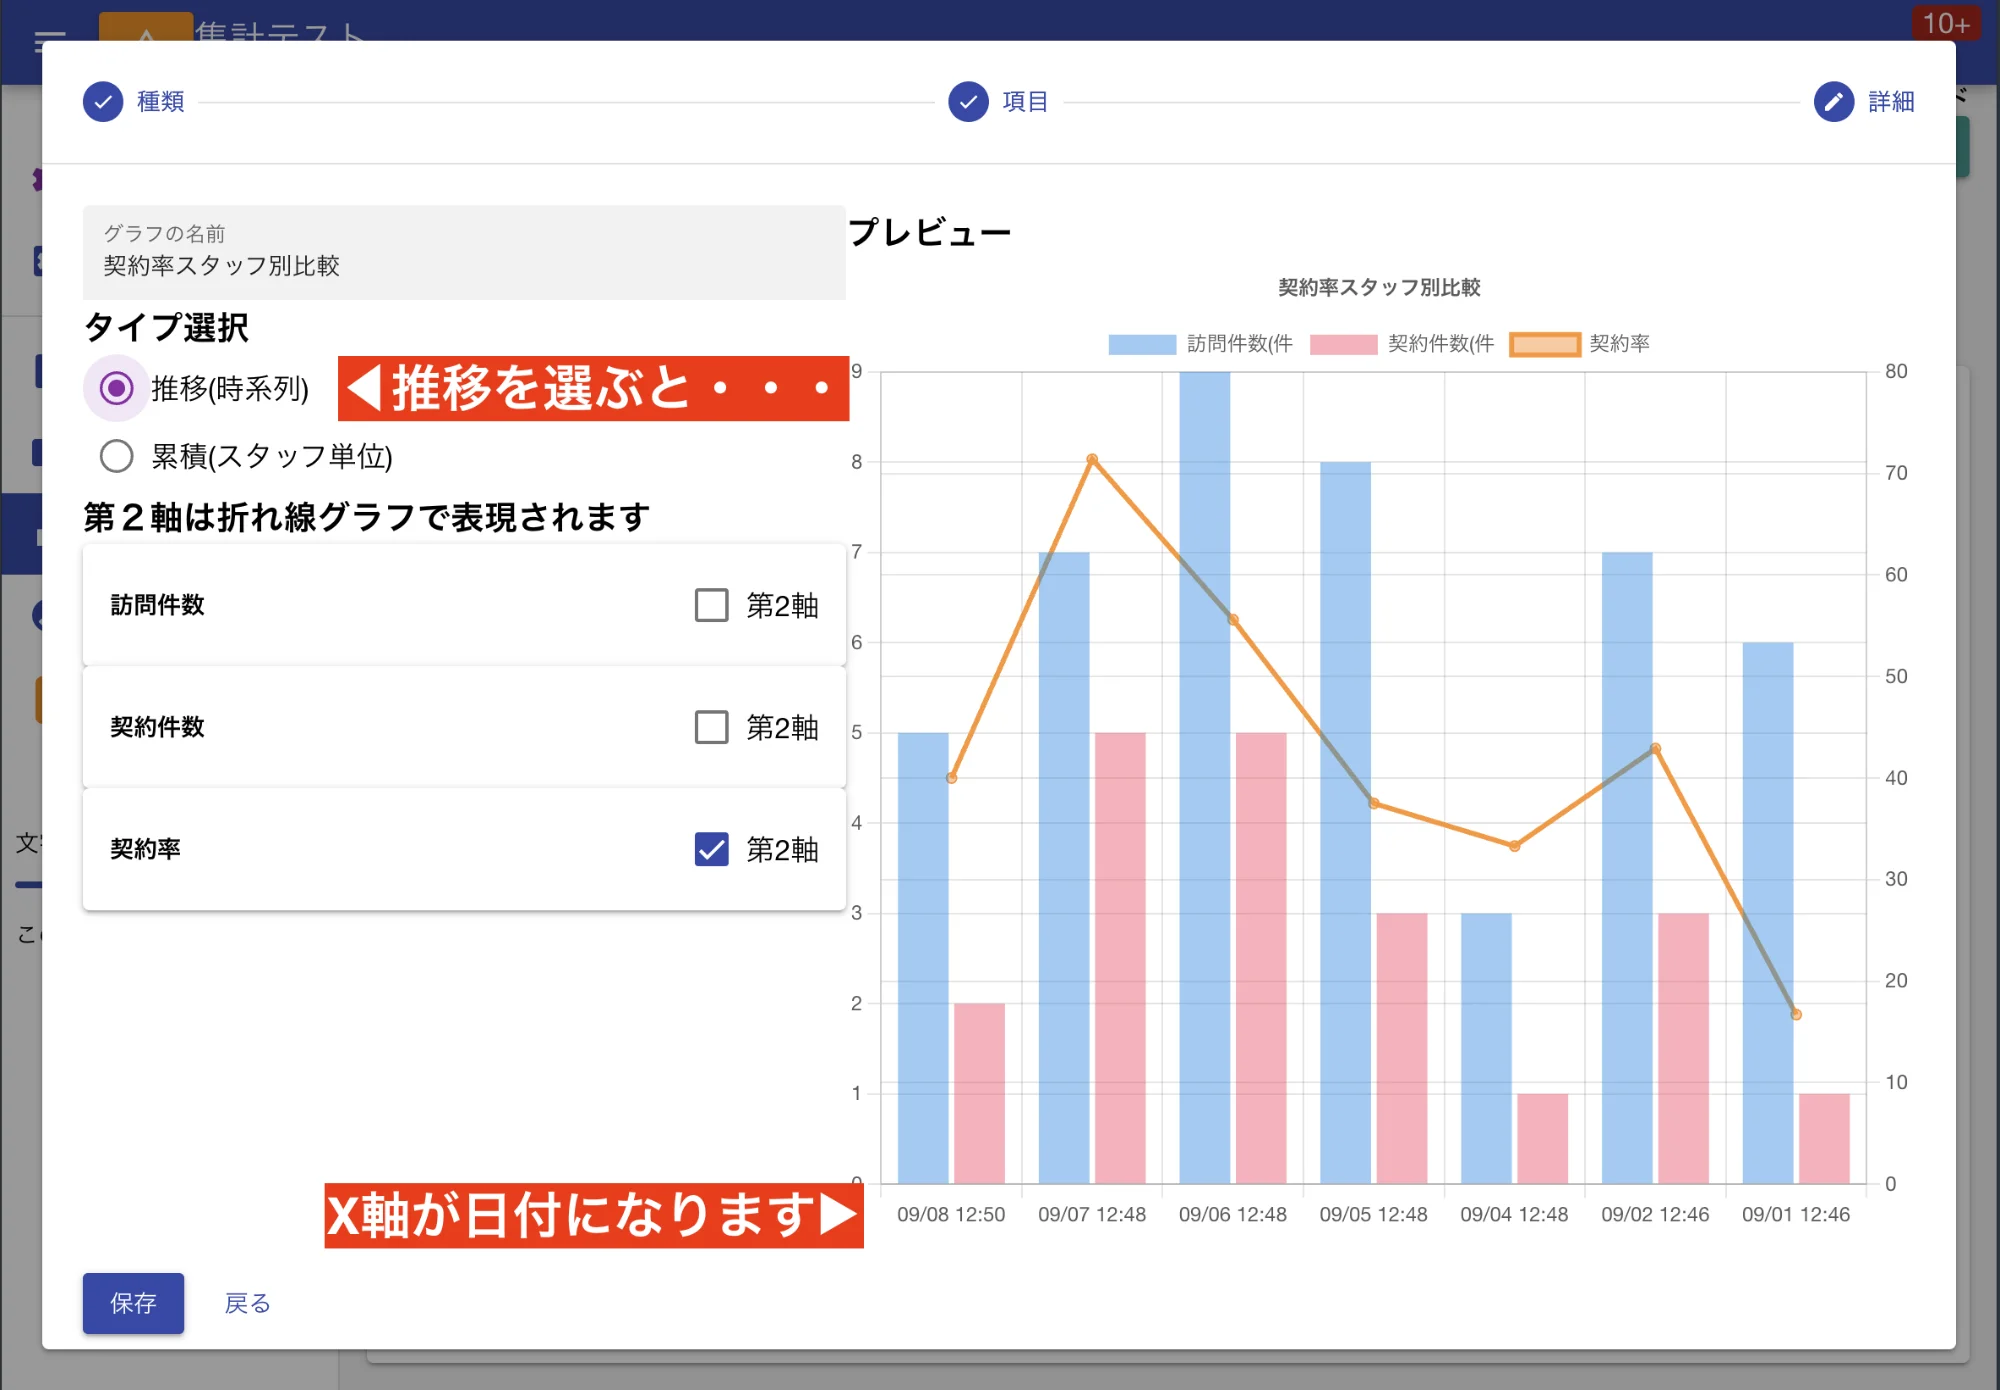 集計テスト
10+
種類
項目
詳細
グラフの名前
契約率スタッフ別比較
タイプ選択
推移(時系列)
◀推移を選ぶと・・・
累積(スタッフ単位)
第２軸は折れ線グラフで表現されます
訪問件数
第2軸
契約件数
第2軸
契約率
第2軸
プレビュー
契約率スタッフ別比較
訪問件数(件
契約件数(件
契約率
9
8
7
6
5
4
3
2
1
0
80
70
60
50
40
30
20
10
0
09/08 12:50
09/07 12:48
09/06 12:48
09/05 12:48
09/04 12:48
09/02 12:46
09/01 12:46
X軸が日付になります▶
保存
戻る